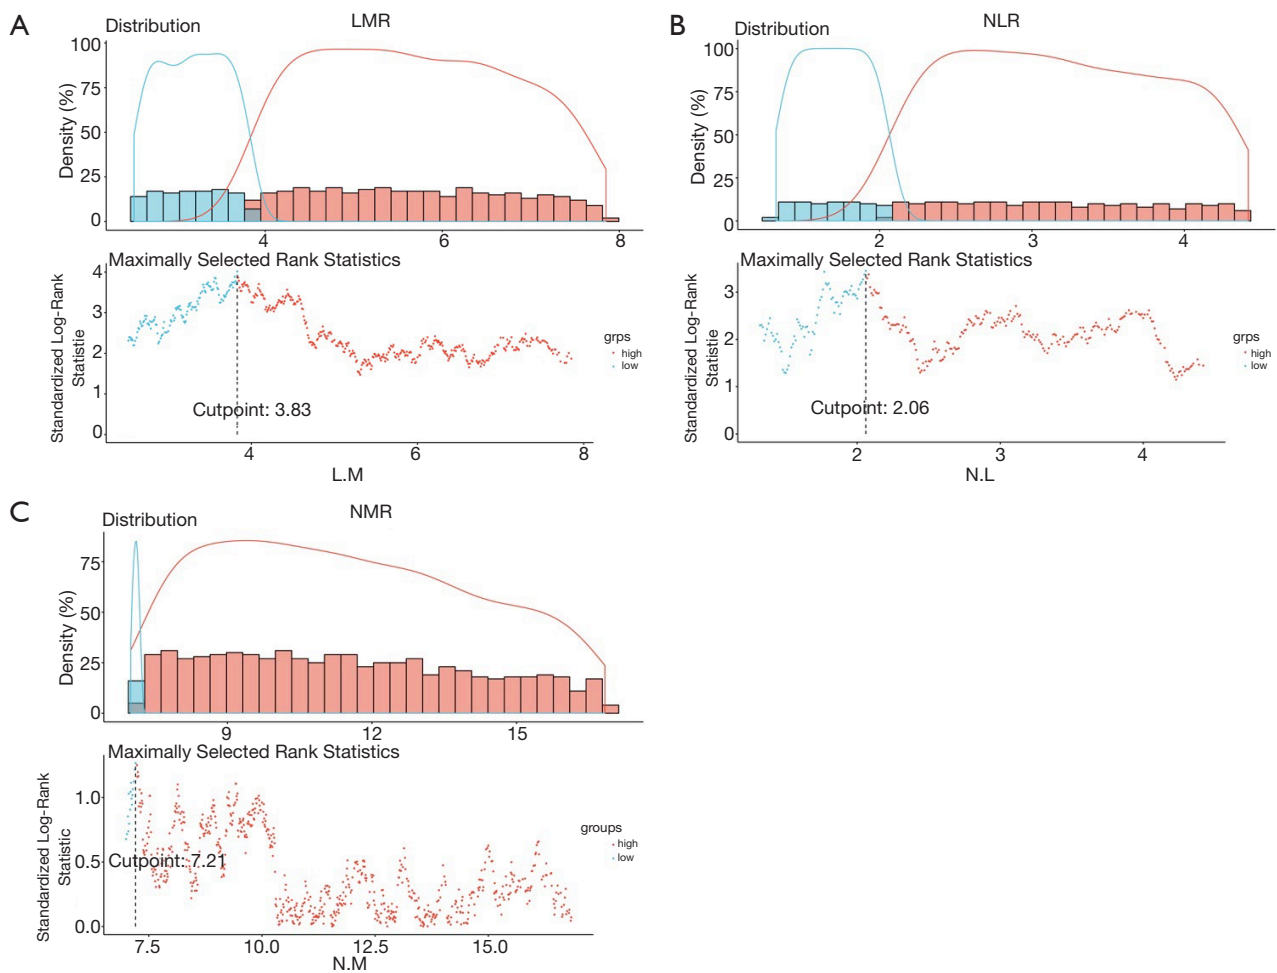 A
Distribution
LMR
Density (%)
100
75
50
25
0
4
6
8
Maximally Selected Rank Statistics
Standardized Log-Rank
Statistie
4
3
2
1
0
Cutpoint: 3.83
grps
high
low
4
6
8
L.M
B
Distribution
NLR
Density (%)
100
75
50
25
0
2
3
4
Maximally Selected Rank Statistics
Standardized Log-Rank
Statistie
3
2
1
0
Cutpoint: 2.06
grps
high
low
2
3
4
N.L
C
Distribution
NMR
Density (%)
75
50
25
0
9
12
15
Maximally Selected Rank Statistics
Standardized Log-Rank
Statistic
1.0
0.5
0.0
Cutpoint: 7.21
groups
high
low
7.5
10.0
12.5
15.0
N.M